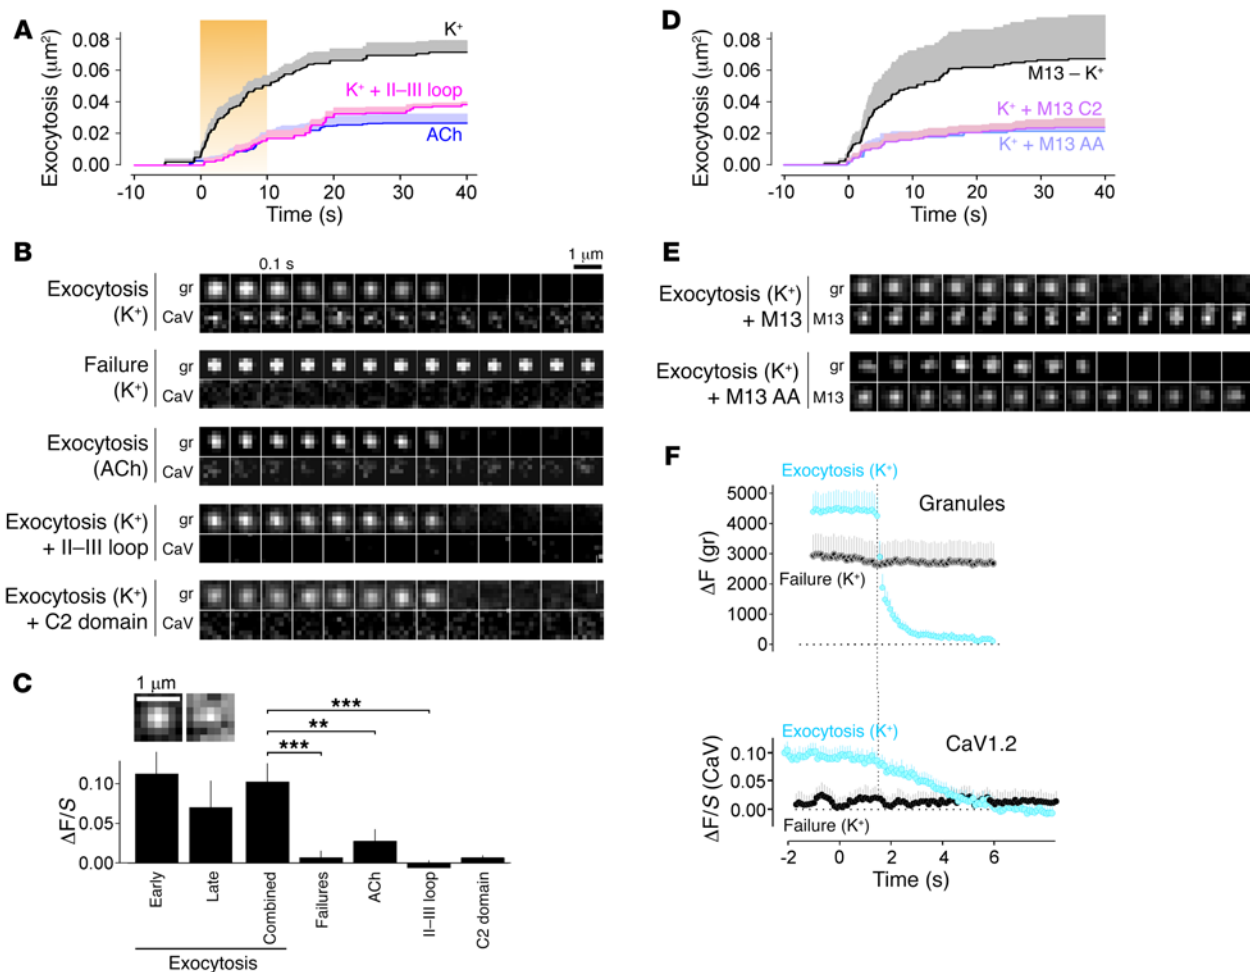 A
Exocytosis (μm²)
0.08
0.06
0.04
0.02
0.00
K⁺
K⁺ + II–III loop
ACh
-10 0 10 20 30 40
Time (s)
B
0.1 s
1 μm
Exocytosis
(K⁺)
gr
CaV
Failure
(K⁺)
gr
CaV
Exocytosis
(ACh)
gr
CaV
Exocytosis (K⁺)
+ II–III loop
gr
CaV
Exocytosis (K⁺)
+ C2 domain
gr
CaV
C
1 μm
***
**
***
ΔF/S
0.10
0.05
0.00
Early
Late
Combined
Failures
ACh
II–III loop
C2 domain
Exocytosis
D
Exocytosis (μm²)
0.08
0.06
0.04
0.02
0.00
M13 – K⁺
K⁺ + M13 C2
K⁺ + M13 AA
-10 0 10 20 30 40
Time (s)
E
Exocytosis (K⁺)
+ M13
gr
M13
Exocytosis (K⁺)
+ M13 AA
gr
M13
F
Exocytosis (K⁺)
Granules
ΔF (gr)
5000
4000
3000
2000
1000
0
Failure (K⁺)
Exocytosis (K⁺)
CaV1.2
ΔF/S (CaV)
0.10
0.05
0.00
Failure (K⁺)
-2 0 2 4 6
Time (s)